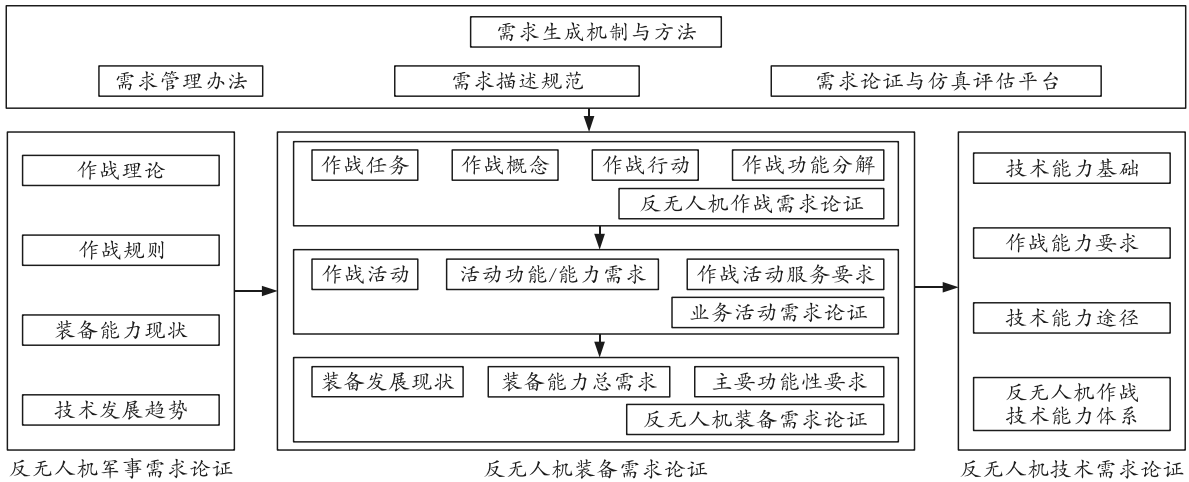 需求生成机制与方法
需求管理办法
需求描述规范
需求论证与仿真评估平台
作战理论
作战规则
装备能力现状
技术发展趋势
反无人机军事需求论证
作战任务
作战概念
作战行动
作战功能分解
反无人机作战需求论证
作战活动
活动功能/能力需求
作战活动服务要求
业务活动需求论证
装备发展现状
装备能力总需求
主要功能性要求
反无人机装备需求论证
反无人机装备需求论证
技术能力基础
作战能力要求
技术能力途径
反无人机作战
技术能力体系
反无人机技术需求论证